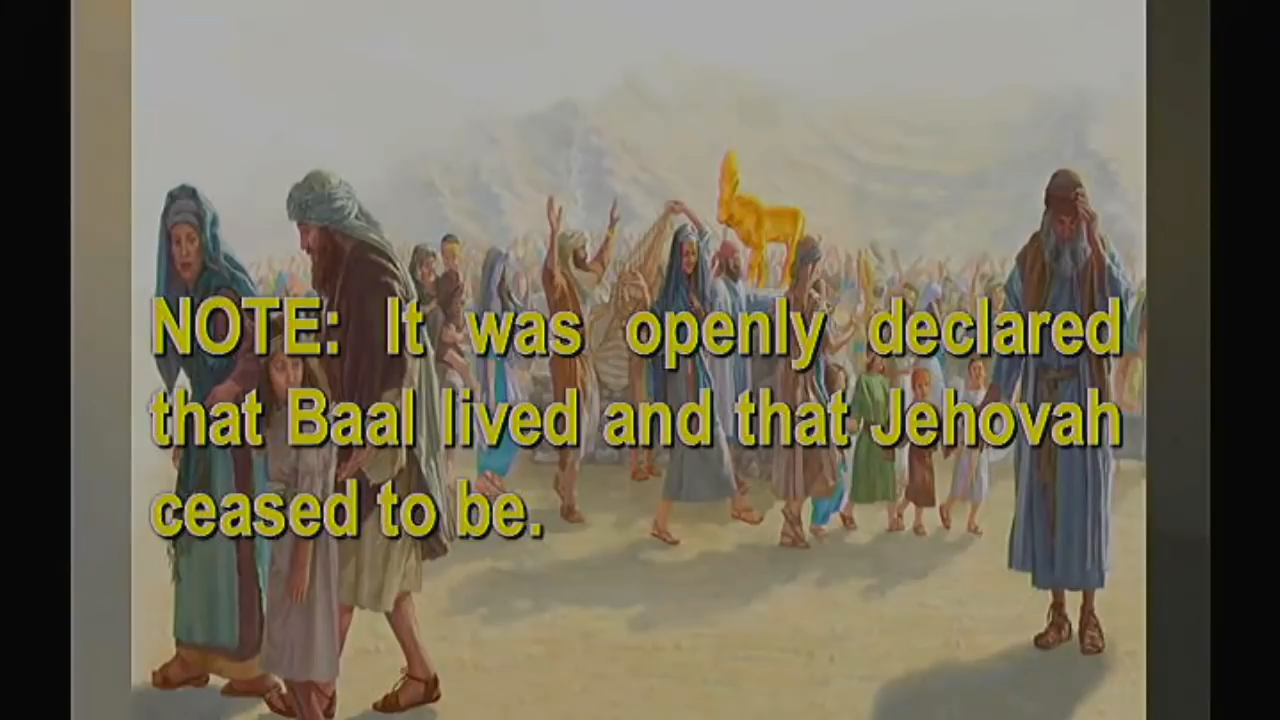 NOTE: It was openly declared
that Baal lived and that Jehovah
ceased to be.